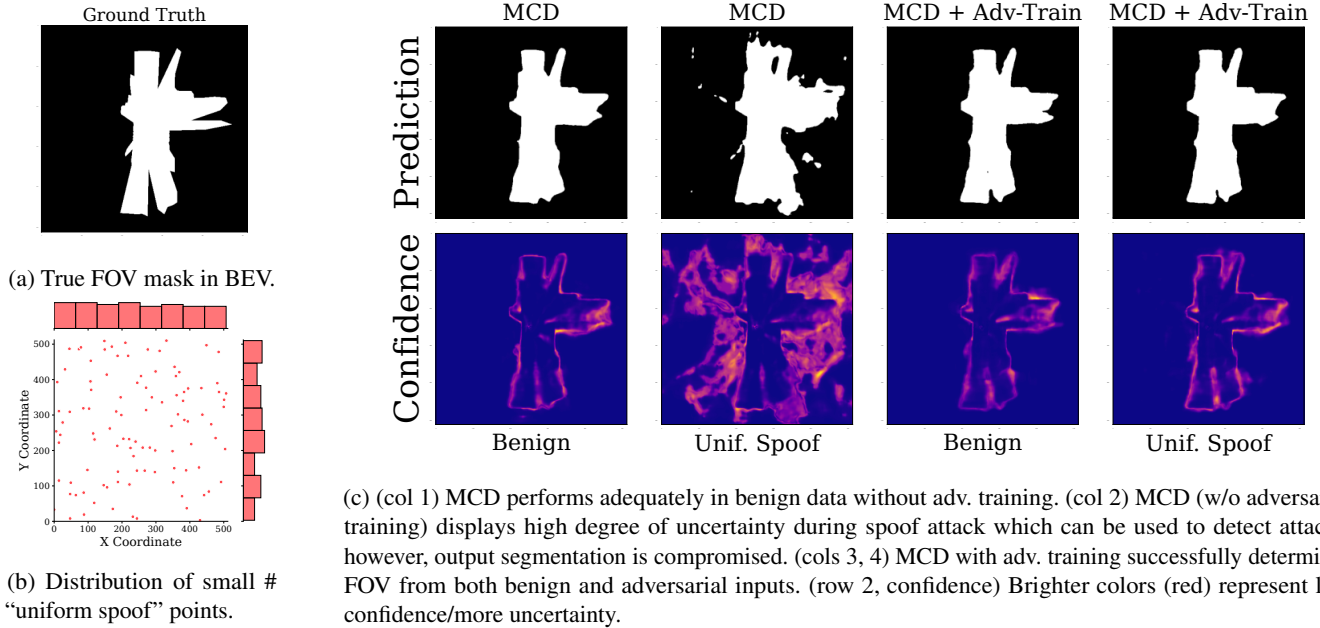 Ground Truth
(a) True FOV mask in BEV.
500
400
300
200
100
0
Y Coordinate
0 100 200 300 400 500
X Coordinate
(b) Distribution of small #
“uniform spoof” points.
MCD MCD MCD + Adv-Train MCD + Adv-Train
Prediction
Confidence
Benign Unif. Spoof Benign Unif. Spoof
(c) (col 1) MCD performs adequately in benign data without adv. training. (col 2) MCD (w/o
training) displays high degree of uncertainty during spoof attack which can be used to detect
however, output segmentation is compromised. (cols 3, 4) MCD with adv. training successfully
FOV from both benign and adversarial inputs. (row 2, confidence) Brighter colors (red) represent
confidence/more uncertainty.